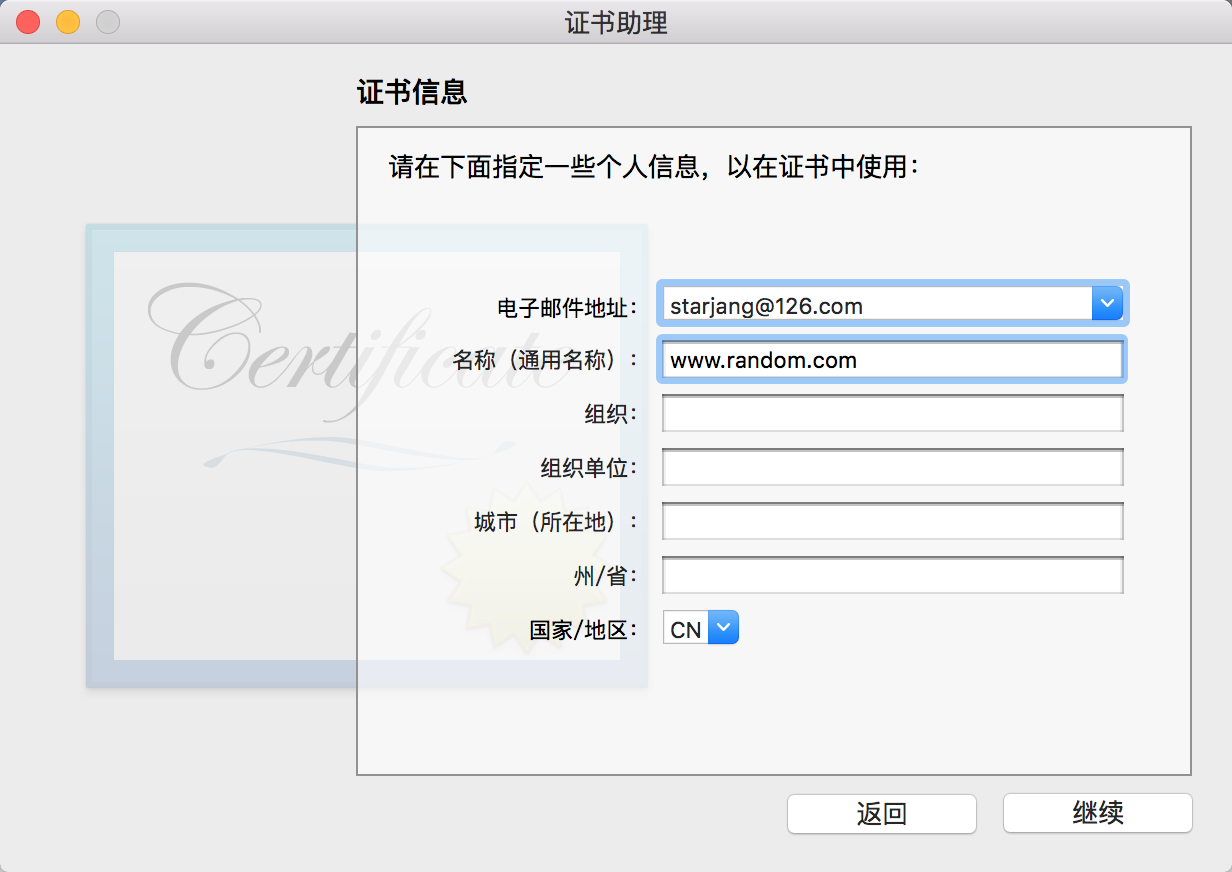 证书助理
证书信息
请在下面指定一些个人信息，以在证书中使用：
Certificate
电子邮件地址： starjang@126.com
名称（通用名称）： www.random.com
组织：
组织单位：
城市（所在地）：
州/省：
国家/地区： CN
返回 继续